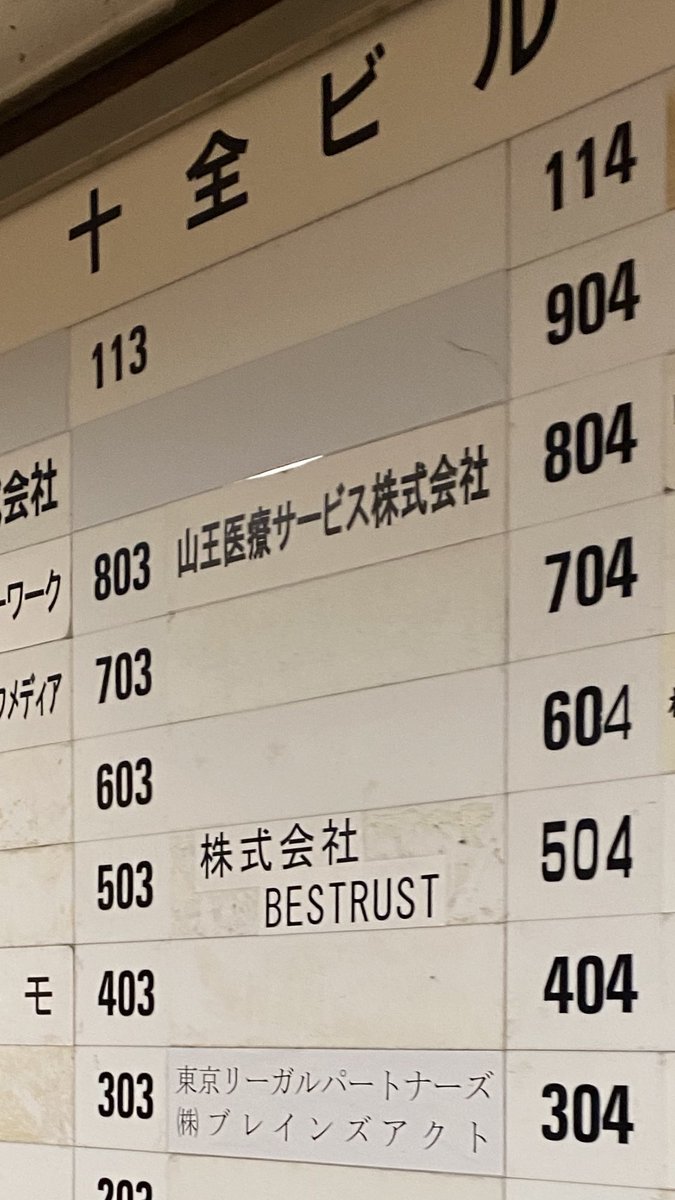 十全ビル
113
114
904
会社
803 山王医療サービス株式会社
804
ーワーク
703
704
メディア
603
604
503 株式会社
BESTRUST
504
モ
403
404
303 東京リーガルパートナーズ
㈱ブレインズアクト
304
203